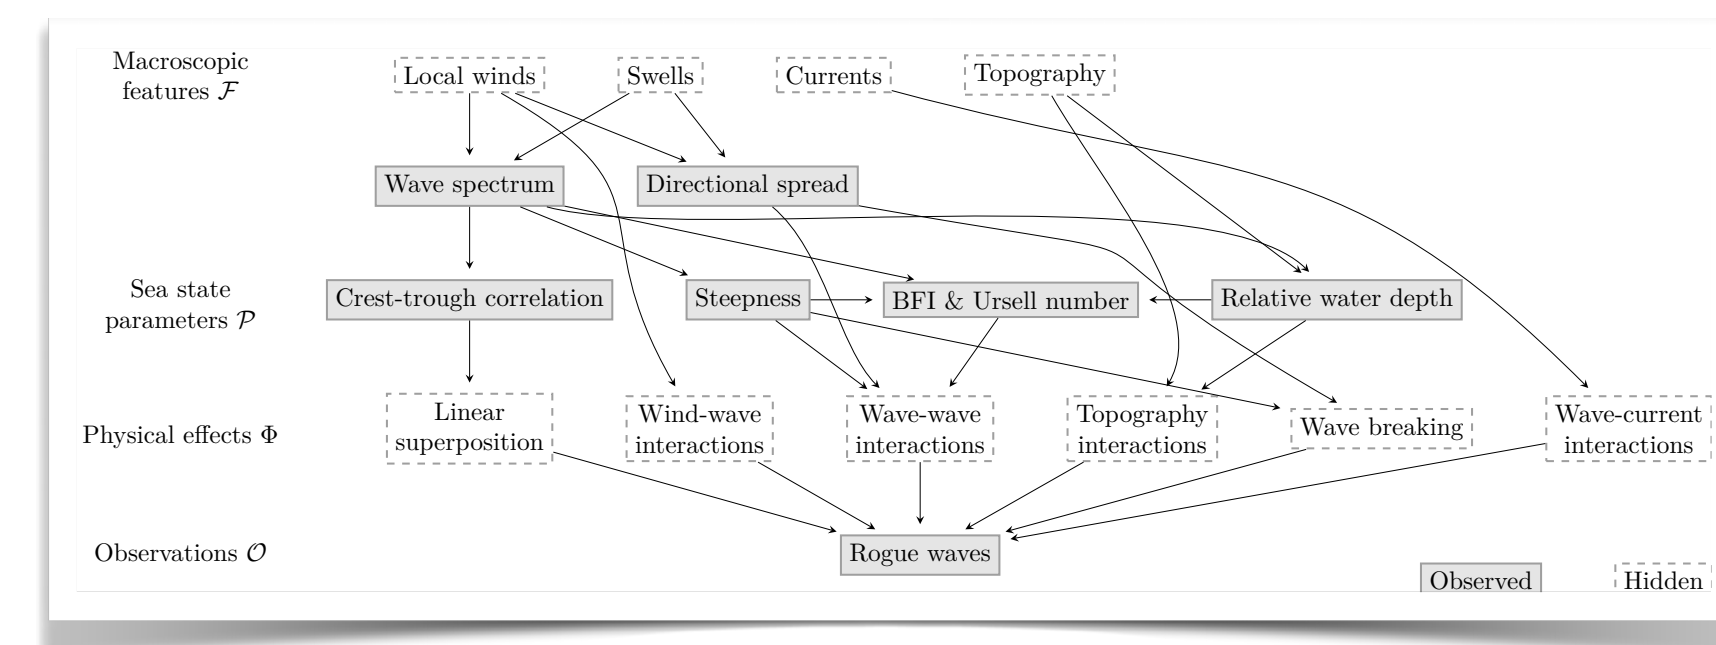 Macroscopic
features ℱ
Local winds
Swells
Currents
Topography
Wave spectrum
Directional spread
Sea state
parameters 𝒫
Crest-trough correlation
Steepness
BFI & Ursell number
Relative water depth
Physical effects Φ
Linear
superposition
Wind-wave
interactions
Wave-wave
interactions
Topography
interactions
Wave breaking
Wave-current
interactions
Observations 𝒪
Rogue waves
Observed
Hidden